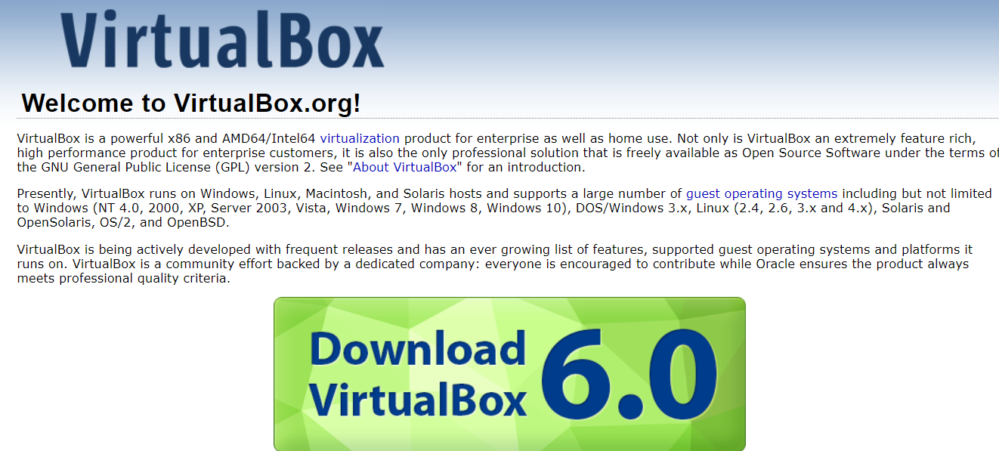 VirtualBox
Welcome to VirtualBox.org!
VirtualBox is a powerful x86 and AMD64/Intel64 virtualization product for enterprise as well as home use. Not only is VirtualBox an extremely feature rich,
high performance product for enterprise customers, it is also the only professional solution that is freely available as Open Source Software under the terms of
the GNU General Public License (GPL) version 2. See "About VirtualBox" for an introduction.
Presently, VirtualBox runs on Windows, Linux, Macintosh, and Solaris hosts and supports a large number of guest operating systems including but not limited
to Windows (NT 4.0, 2000, XP, Server 2003, Vista, Windows 7, Windows 8, Windows 10), DOS/Windows 3.x, Linux (2.4, 2.6, 3.x and 4.x), Solaris and
OpenSolaris, OS/2, and OpenBSD.
VirtualBox is being actively developed with frequent releases and has an ever growing list of features, supported guest operating systems and platforms it
runs on. VirtualBox is a community effort backed by a dedicated company: everyone is encouraged to contribute while Oracle ensures the product always
meets professional quality criteria.
Download
VirtualBox
6.0